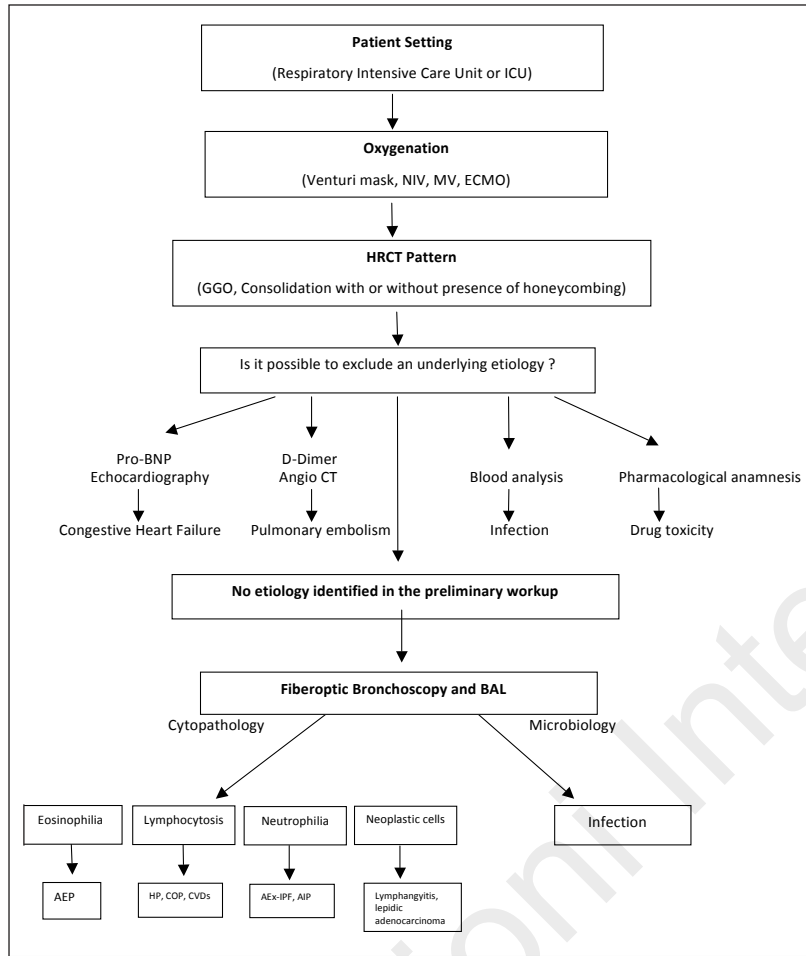 Patient Setting
(Respiratory Intensive Care Unit or ICU)
Oxygenation
(Venturi mask, NIV, MV, ECMO)
HRCT Pattern
(GGO, Consolidation with or without presence of honeycombing)
Is it possible to exclude an underlying etiology ?
Pro-BNP
Echocardiography
D-Dimer
Angio CT
Blood analysis
Pharmacological anamnesis
Congestive Heart Failure
Pulmonary embolism
Infection
Drug toxicity
No etiology identified in the preliminary workup
Fiberoptic Bronchoscopy and BAL
Cytopathology
Microbiology
Eosinophilia
Lymphocytosis
Neutrophilia
Neoplastic cells
Infection
AEP
HP, COP, CVDs
AEx-IPF, AIP
Lymphangyitis,
lepidic
adenocarcinoma
ioni Inte